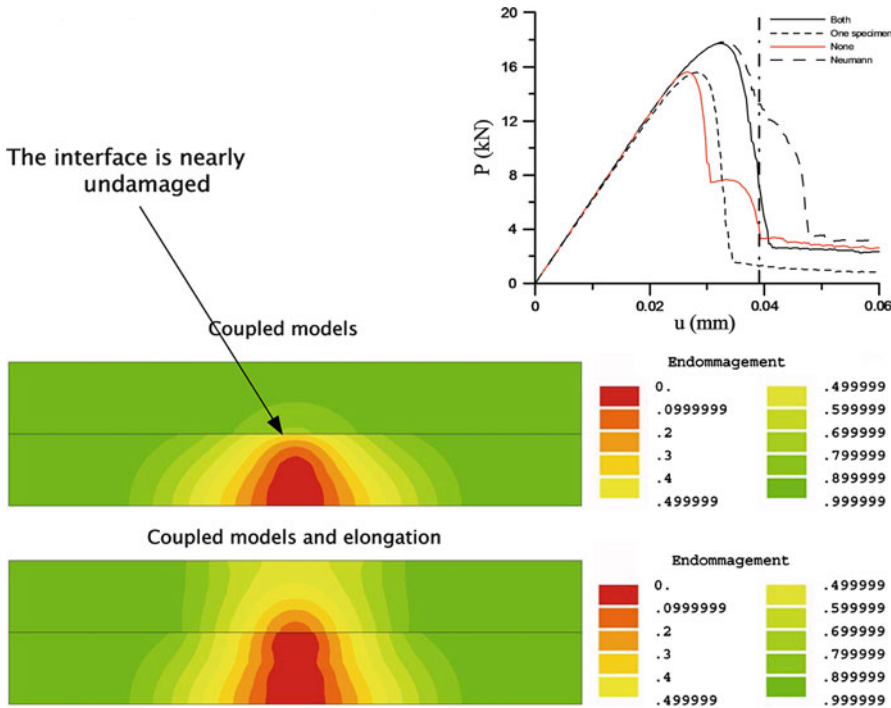 20
16
12
8
4
0
P (kN)
0
0.02
0.04
0.06
u (mm)
Both
One specimen
None
Neumann
The interface is nearly
undamaged
Coupled models
Endommagement
0.
.0999999
.2
.3
.4
.499999
.499999
.599999
.699999
.799999
.899999
.999999
Coupled models and elongation
Endommagement
0.
.0999999
.2
.3
.4
.499999
.499999
.599999
.699999
.799999
.899999
.999999